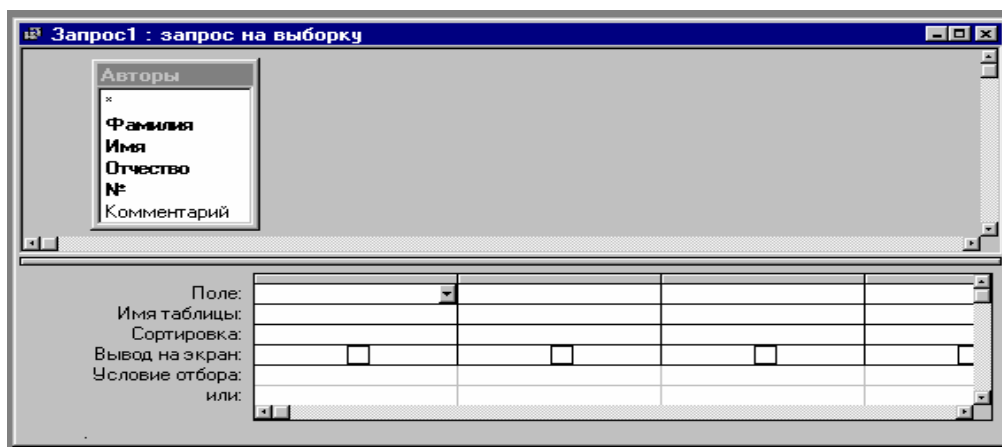 Запрос1 : запрос на выборку
Авторы
*
Фамилия
Имя
Отчество
№
Комментарий
Поле:
Имя таблицы:
Сортировка:
Вывод на экран:
Условие отбора:
или: